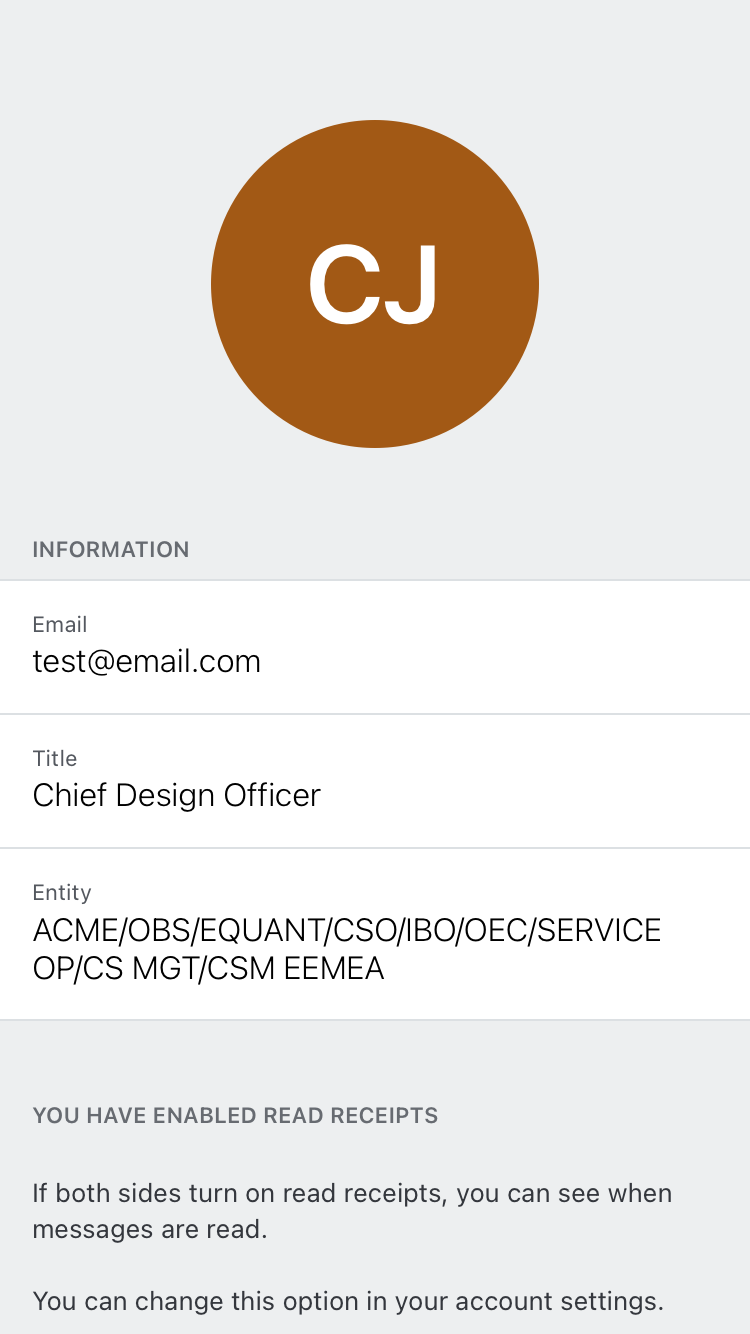 CJ
INFORMATION
Email
test@email.com
Title
Chief Design Officer
Entity
ACME/OBS/EQUANT/CSO/IBO/OEC/SERVICE
OP/CS MGT/CSM EEMEA
YOU HAVE ENABLED READ RECEIPTS
If both sides turn on read receipts, you can see when
messages are read.
You can change this option in your account settings.